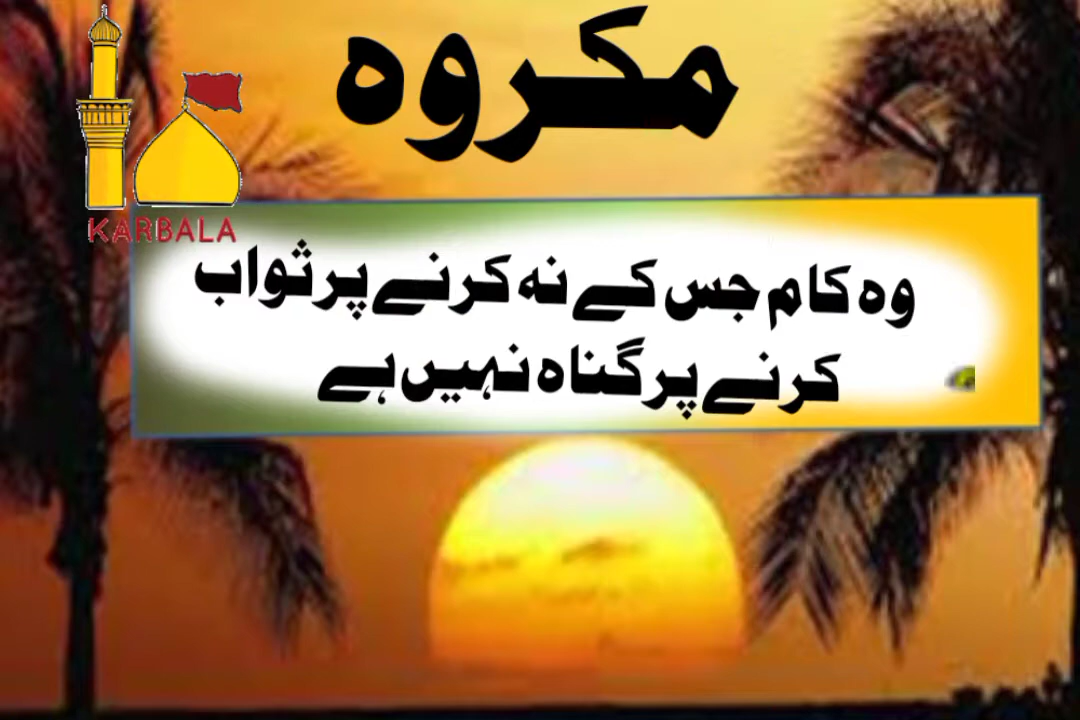 مکروہ
KARBALA
وہ کام جس کے نہ کرنے پر ثواب
کرنے پر گناہ نہیں ہے